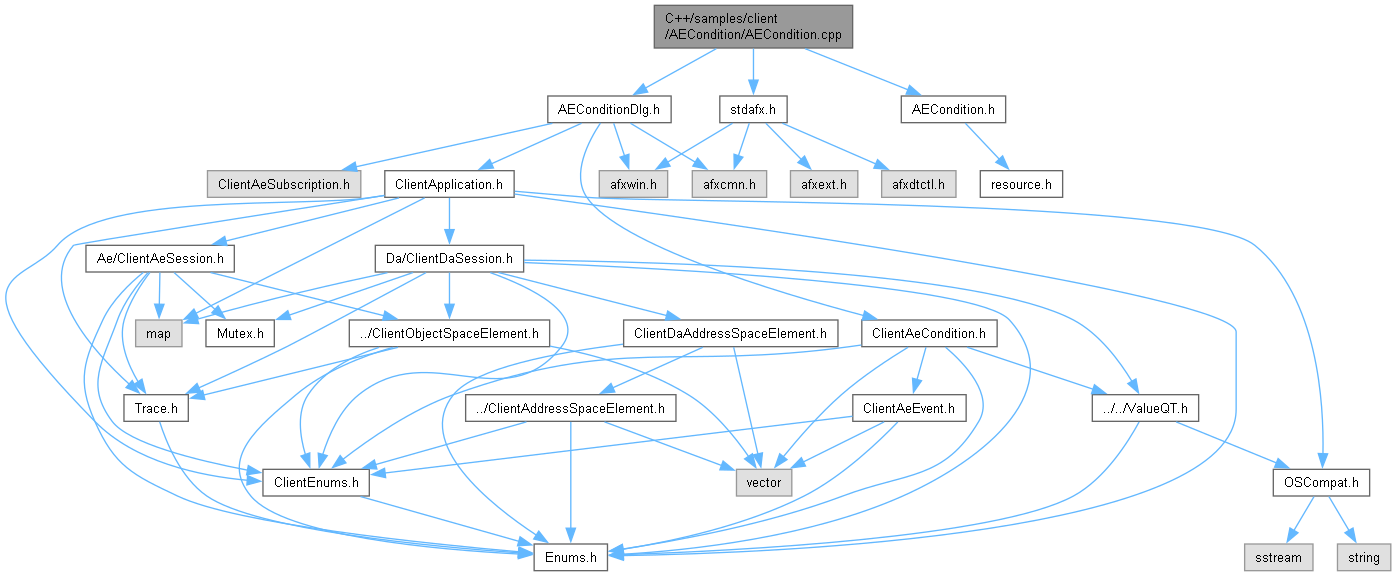 C++/samples/client
/AECondition/AECondition.cpp
AEConditionDlg.h
stdafx.h
AECondition.h
ClientAeSubscription.h
ClientApplication.h
afxwin.h
afxcmn.h
afxext.h
afxdtctl.h
resource.h
Ae/ClientAeSession.h
Da/ClientDaSession.h
map
Mutex.h
../ClientObjectSpaceElement.h
ClientDaAddressSpaceElement.h
ClientAeCondition.h
Trace.h
../ClientAddressSpaceElement.h
ClientAeEvent.h
../../ValueQT.h
ClientEnums.h
vector
OSCompat.h
Enums.h
sstream
string